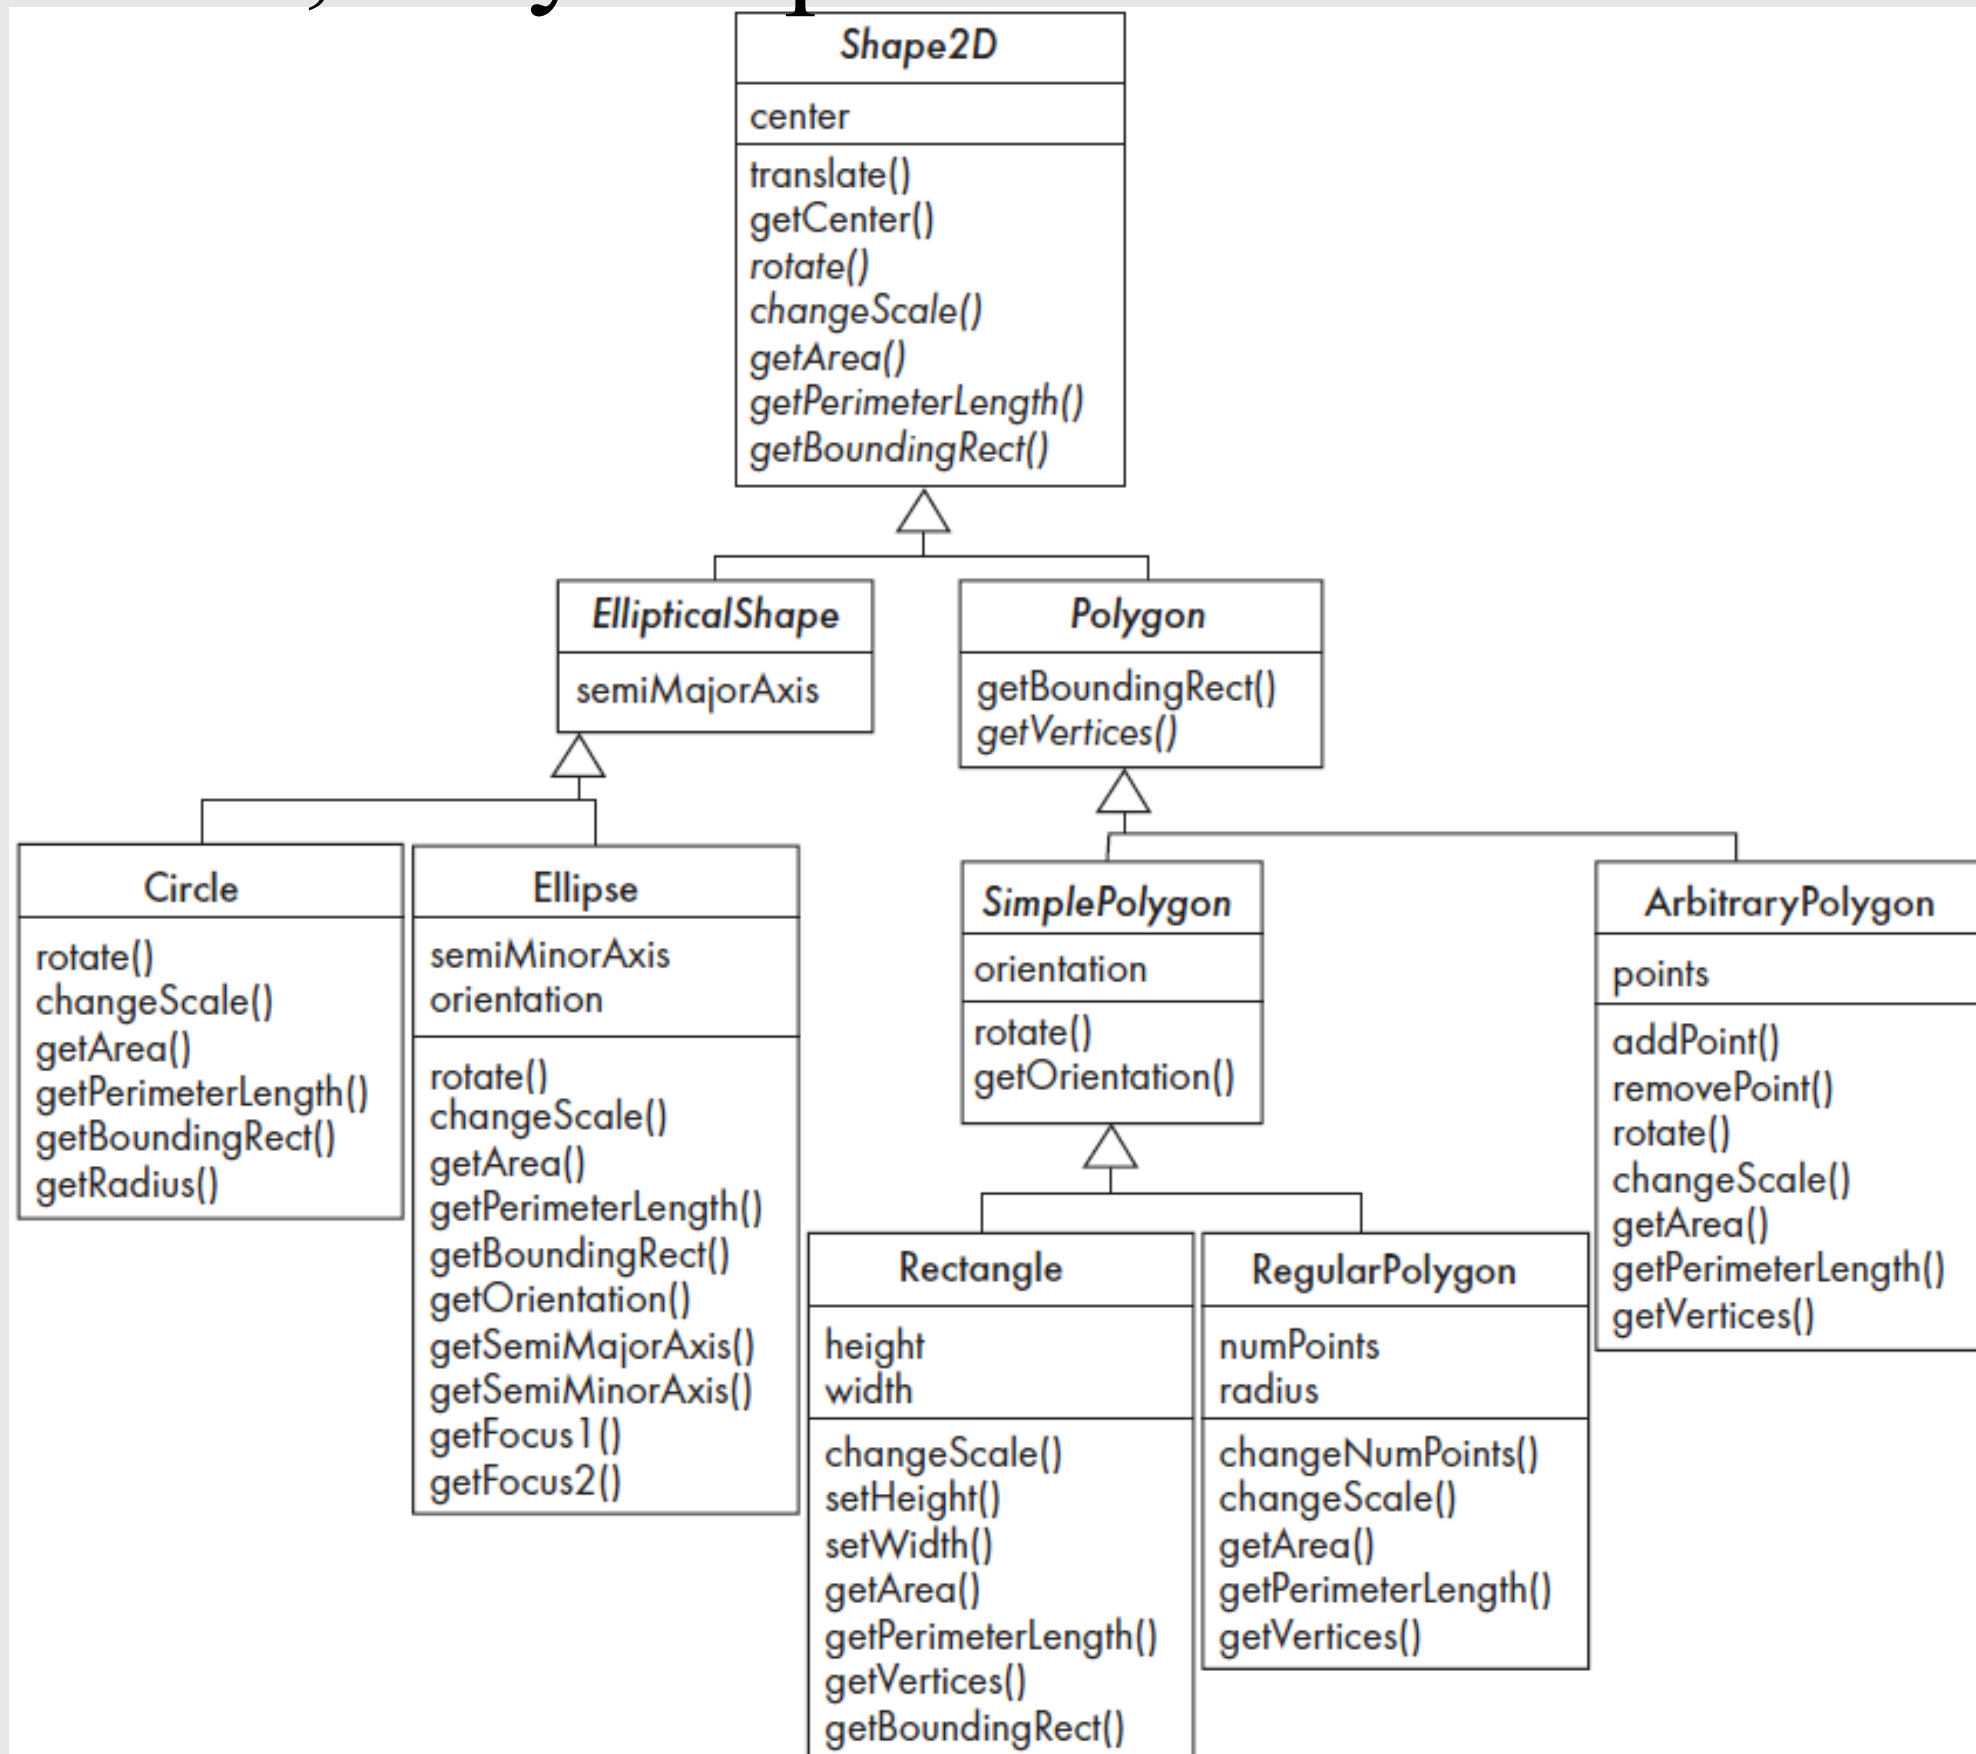 Shape2D
center
translate()
getCenter()
rotate()
changeScale()
getArea()
getPerimeterLength()
getBoundingRect()
EllipticalShape
semiMajorAxis
Polygon
getBoundingRect()
getVertices()
Circle
rotate()
changeScale()
getArea()
getPerimeterLength()
getBoundingRect()
getRadius()
Ellipse
semiMinorAxis
orientation
rotate()
changeScale()
getArea()
getPerimeterLength()
getBoundingRect()
getOrientation()
getSemiMajorAxis()
getSemiMinorAxis()
getFocus1()
getFocus2()
SimplePolygon
orientation
rotate()
getOrientation()
Rectangle
height
width
changeScale()
setHeight()
setWidth()
getArea()
getPerimeterLength()
getVertices()
getBoundingRect()
RegularPolygon
numPoints
radius
changeNumPoints()
changeScale()
getArea()
getPerimeterLength()
getVertices()
ArbitraryPolygon
points
addPoint()
removePoint()
rotate()
changeScale()
getArea()
getPerimeterLength()
getVertices()